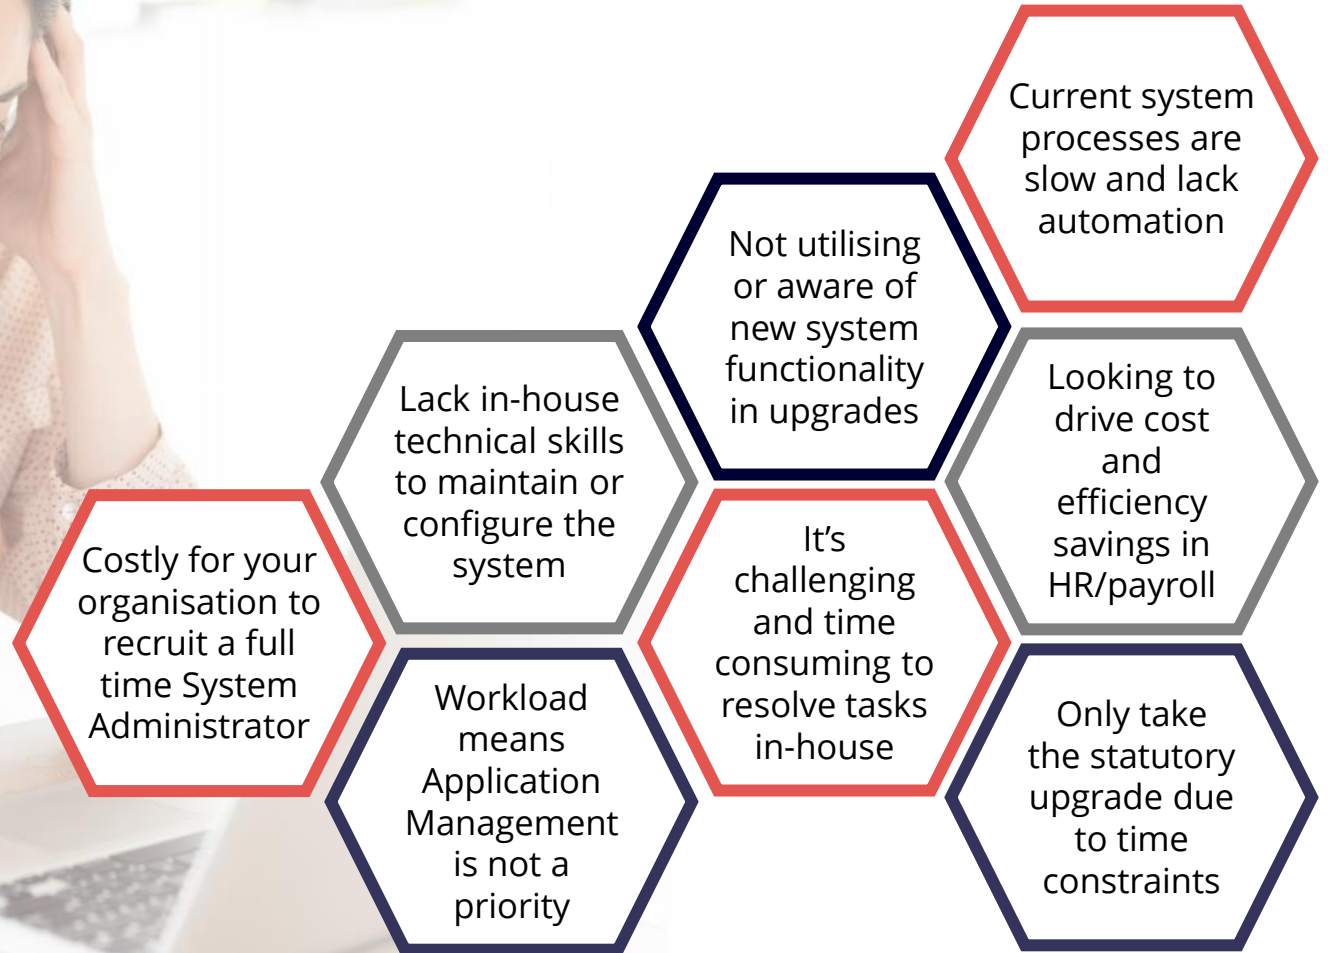 Current system
processes are
slow and lack
automation
Not utilising
or aware of
new system
functionality
in upgrades
Looking to
drive cost
and
efficiency
savings in
HR/payroll
Lack in-house
technical skills
to maintain or
configure the
system
It’s
challenging
and time
consuming to
resolve tasks
in-house
Costly for your
organisation to
recruit a full
time System
Administrator
Workload
means
Application
Management
is not a
priority
Only take
the statutory
upgrade due
to time
constraints